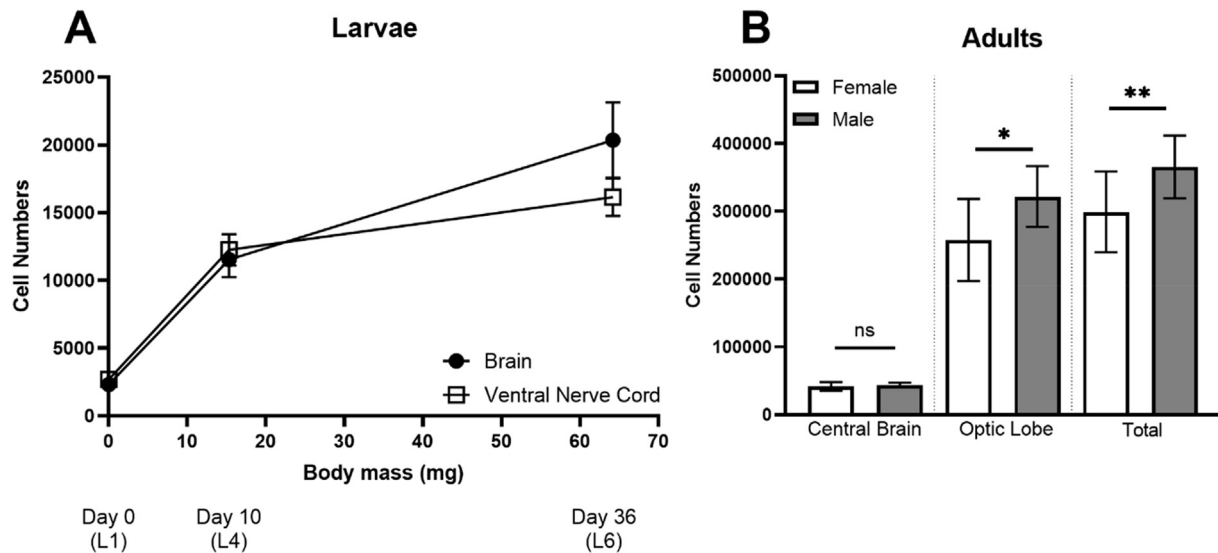 A
Larvae
25000
20000
15000
10000
5000
0
Cell Numbers
Brain
Ventral Nerve Cord
0 10 20 30 40 50 60 70
Body mass (mg)
Day 0 Day 10 Day 36
(L1) (L4) (L6)
B
Adults
500000
400000
300000
200000
100000
0
Cell Numbers
Female
Male
ns
*
**
Central Brain Optic Lobe Total